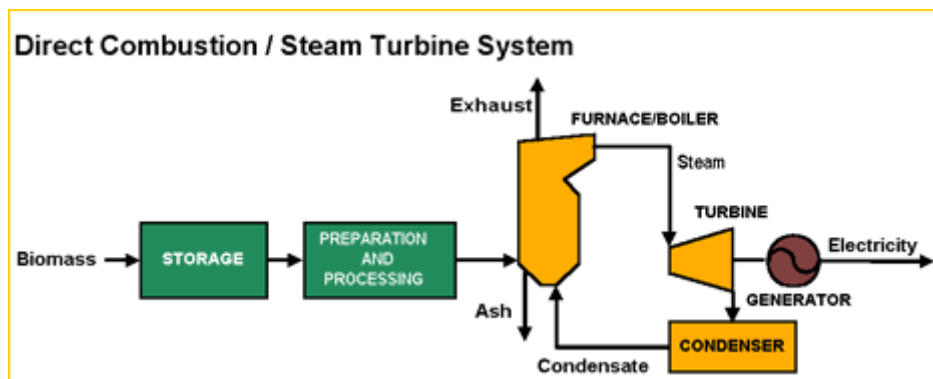 Direct Combustion / Steam Turbine System
Exhaust
FURNACE/BOILER
Steam
TURBINE
Biomass
STORAGE
PREPARATION
AND
PROCESSING
Electricity
GENERATOR
Ash
CONDENSER
Condensate